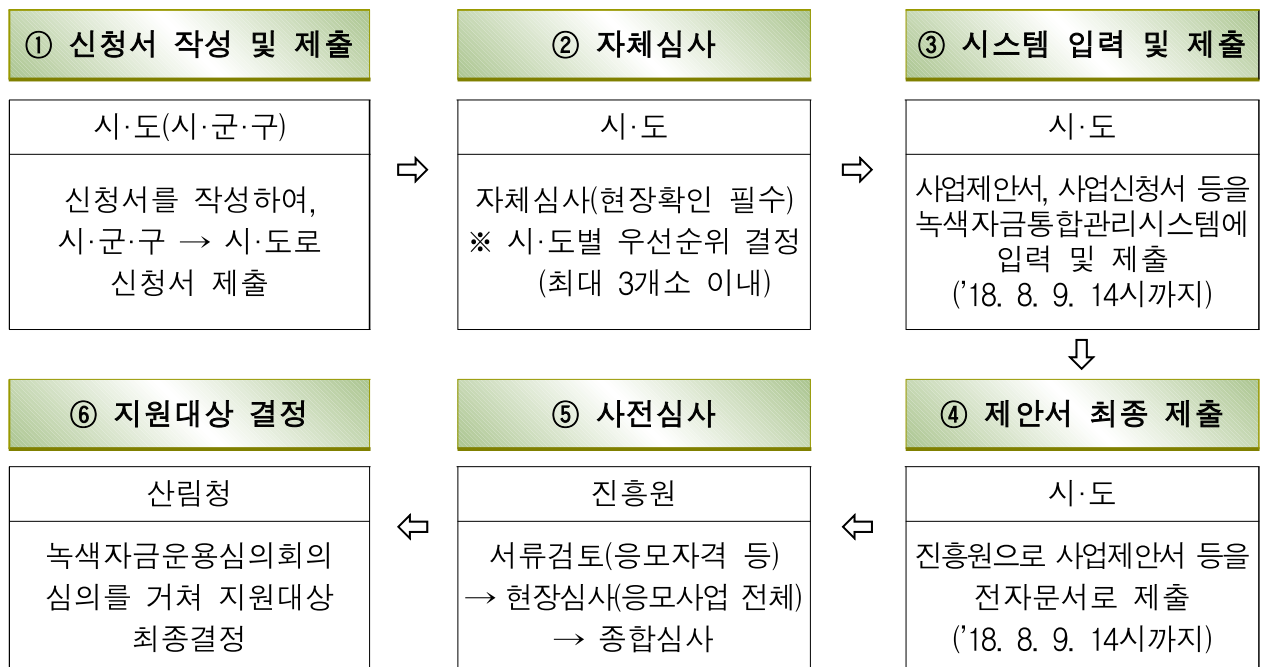 ① 신청서 작성 및 제출
시·도(시·군·구)
신청서를 작성하여,
시·군·구 → 시·도로
신청서 제출
⇨
② 자체심사
시·도
자체심사(현장확인 필수)
※ 시·도별 우선순위 결정
(최대 3개소 이내)
⇨
③ 시스템 입력 및 제출
시·도
사업제안서, 사업신청서 등을
녹색자금통합관리시스템에
입력 및 제출
('18. 8. 9. 14시까지)
⇩
④ 제안서 최종 제출
시·도
진흥원으로 사업제안서 등을
전자문서로 제출
('18. 8. 9. 14시까지)
⇦
⑤ 사전심사
진흥원
서류검토(응모자격 등)
→ 현장심사(응모사업 전체)
→ 종합심사
⇦
⑥ 지원대상 결정
산림청
녹색자금운용심의회의
심의를 거쳐 지원대상
최종결정